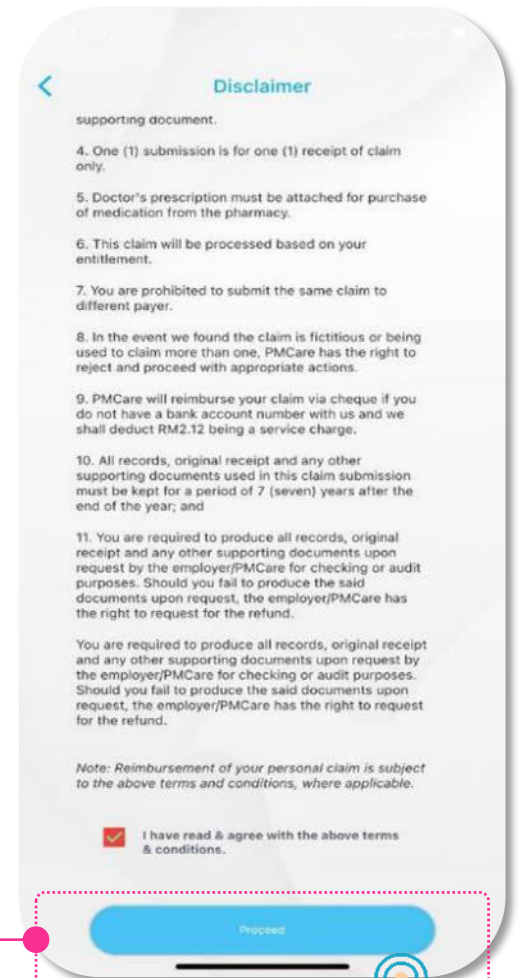 Disclaimer
supporting document.
4. One (1) submission is for one (1) receipt of claim
only.
5. Doctor's prescription must be attached for purchase
of medication from the pharmacy.
6. This claim will be processed based on your
entitlement.
7. You are prohibited to submit the same claim to
different payer.
8. In the event we found the claim is fictitious or being
used to claim more than one, PMCare has the right to
reject and proceed with appropriate actions.
9. PMCare will reimburse your claim via cheque if you
do not have a bank account number with us and we
shall deduct RM2.12 being a service charge.
10. All records, original receipt and any other
supporting documents used in this claim submission
must be kept for a period of 7 (seven) years after the
end of the year; and
11. You are required to produce all records, original
receipt and any other supporting documents upon
request by the employer/PMCare for checking or audit
purposes. Should you fail to produce the said
documents upon request, the employer/PMCare has
the right to request for the refund.
You are required to produce all records, original receipt
and any other supporting documents upon request by
the employer/PMCare for checking or audit purposes.
Should you fail to produce the said documents upon
request, the employer/PMCare has the right to request
for the refund.
Note: Reimbursement of your personal claim is subject
to the above terms and conditions, where applicable.
I have read & agree with the above terms
& conditions.
Proceed